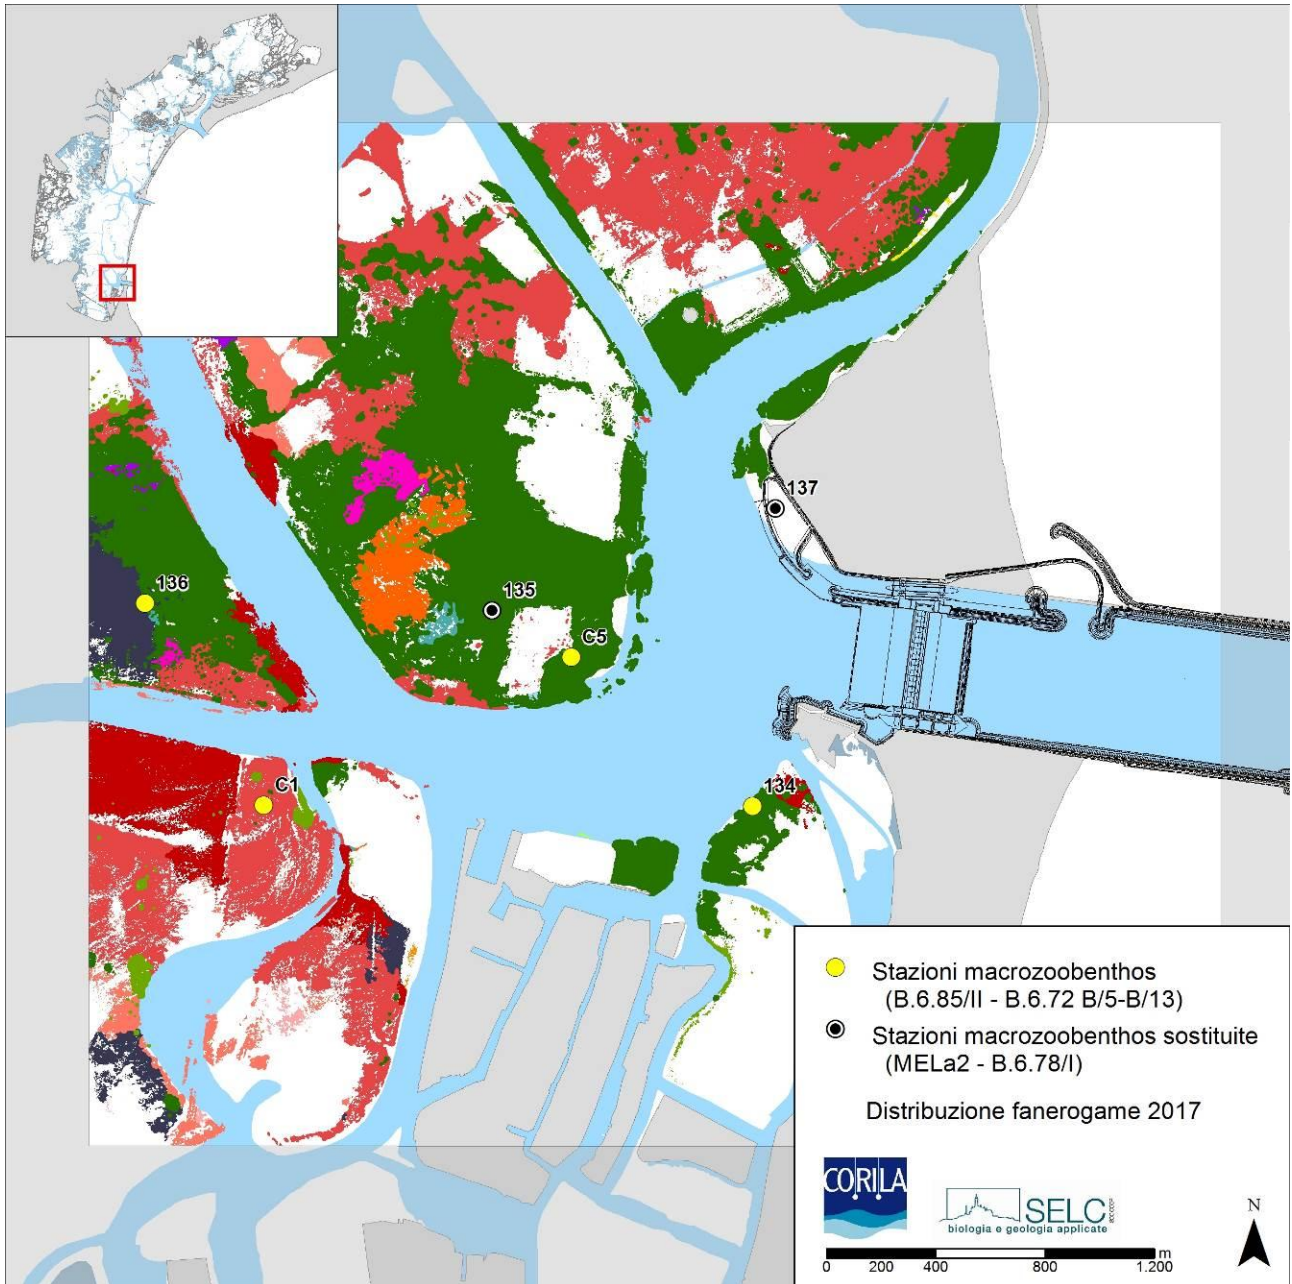 137
136
135
C5
C1
134
Stazioni macrozoobenthos
(B.6.85/II - B.6.72 B/5-B/13)
Stazioni macrozoobenthos sostituite
(MELa2 - B.6.78/I)
Distribuzione fanerogame 2017
CORILA
SELC
biologia e geologia applicate
N
m
0 200 400 800 1.200